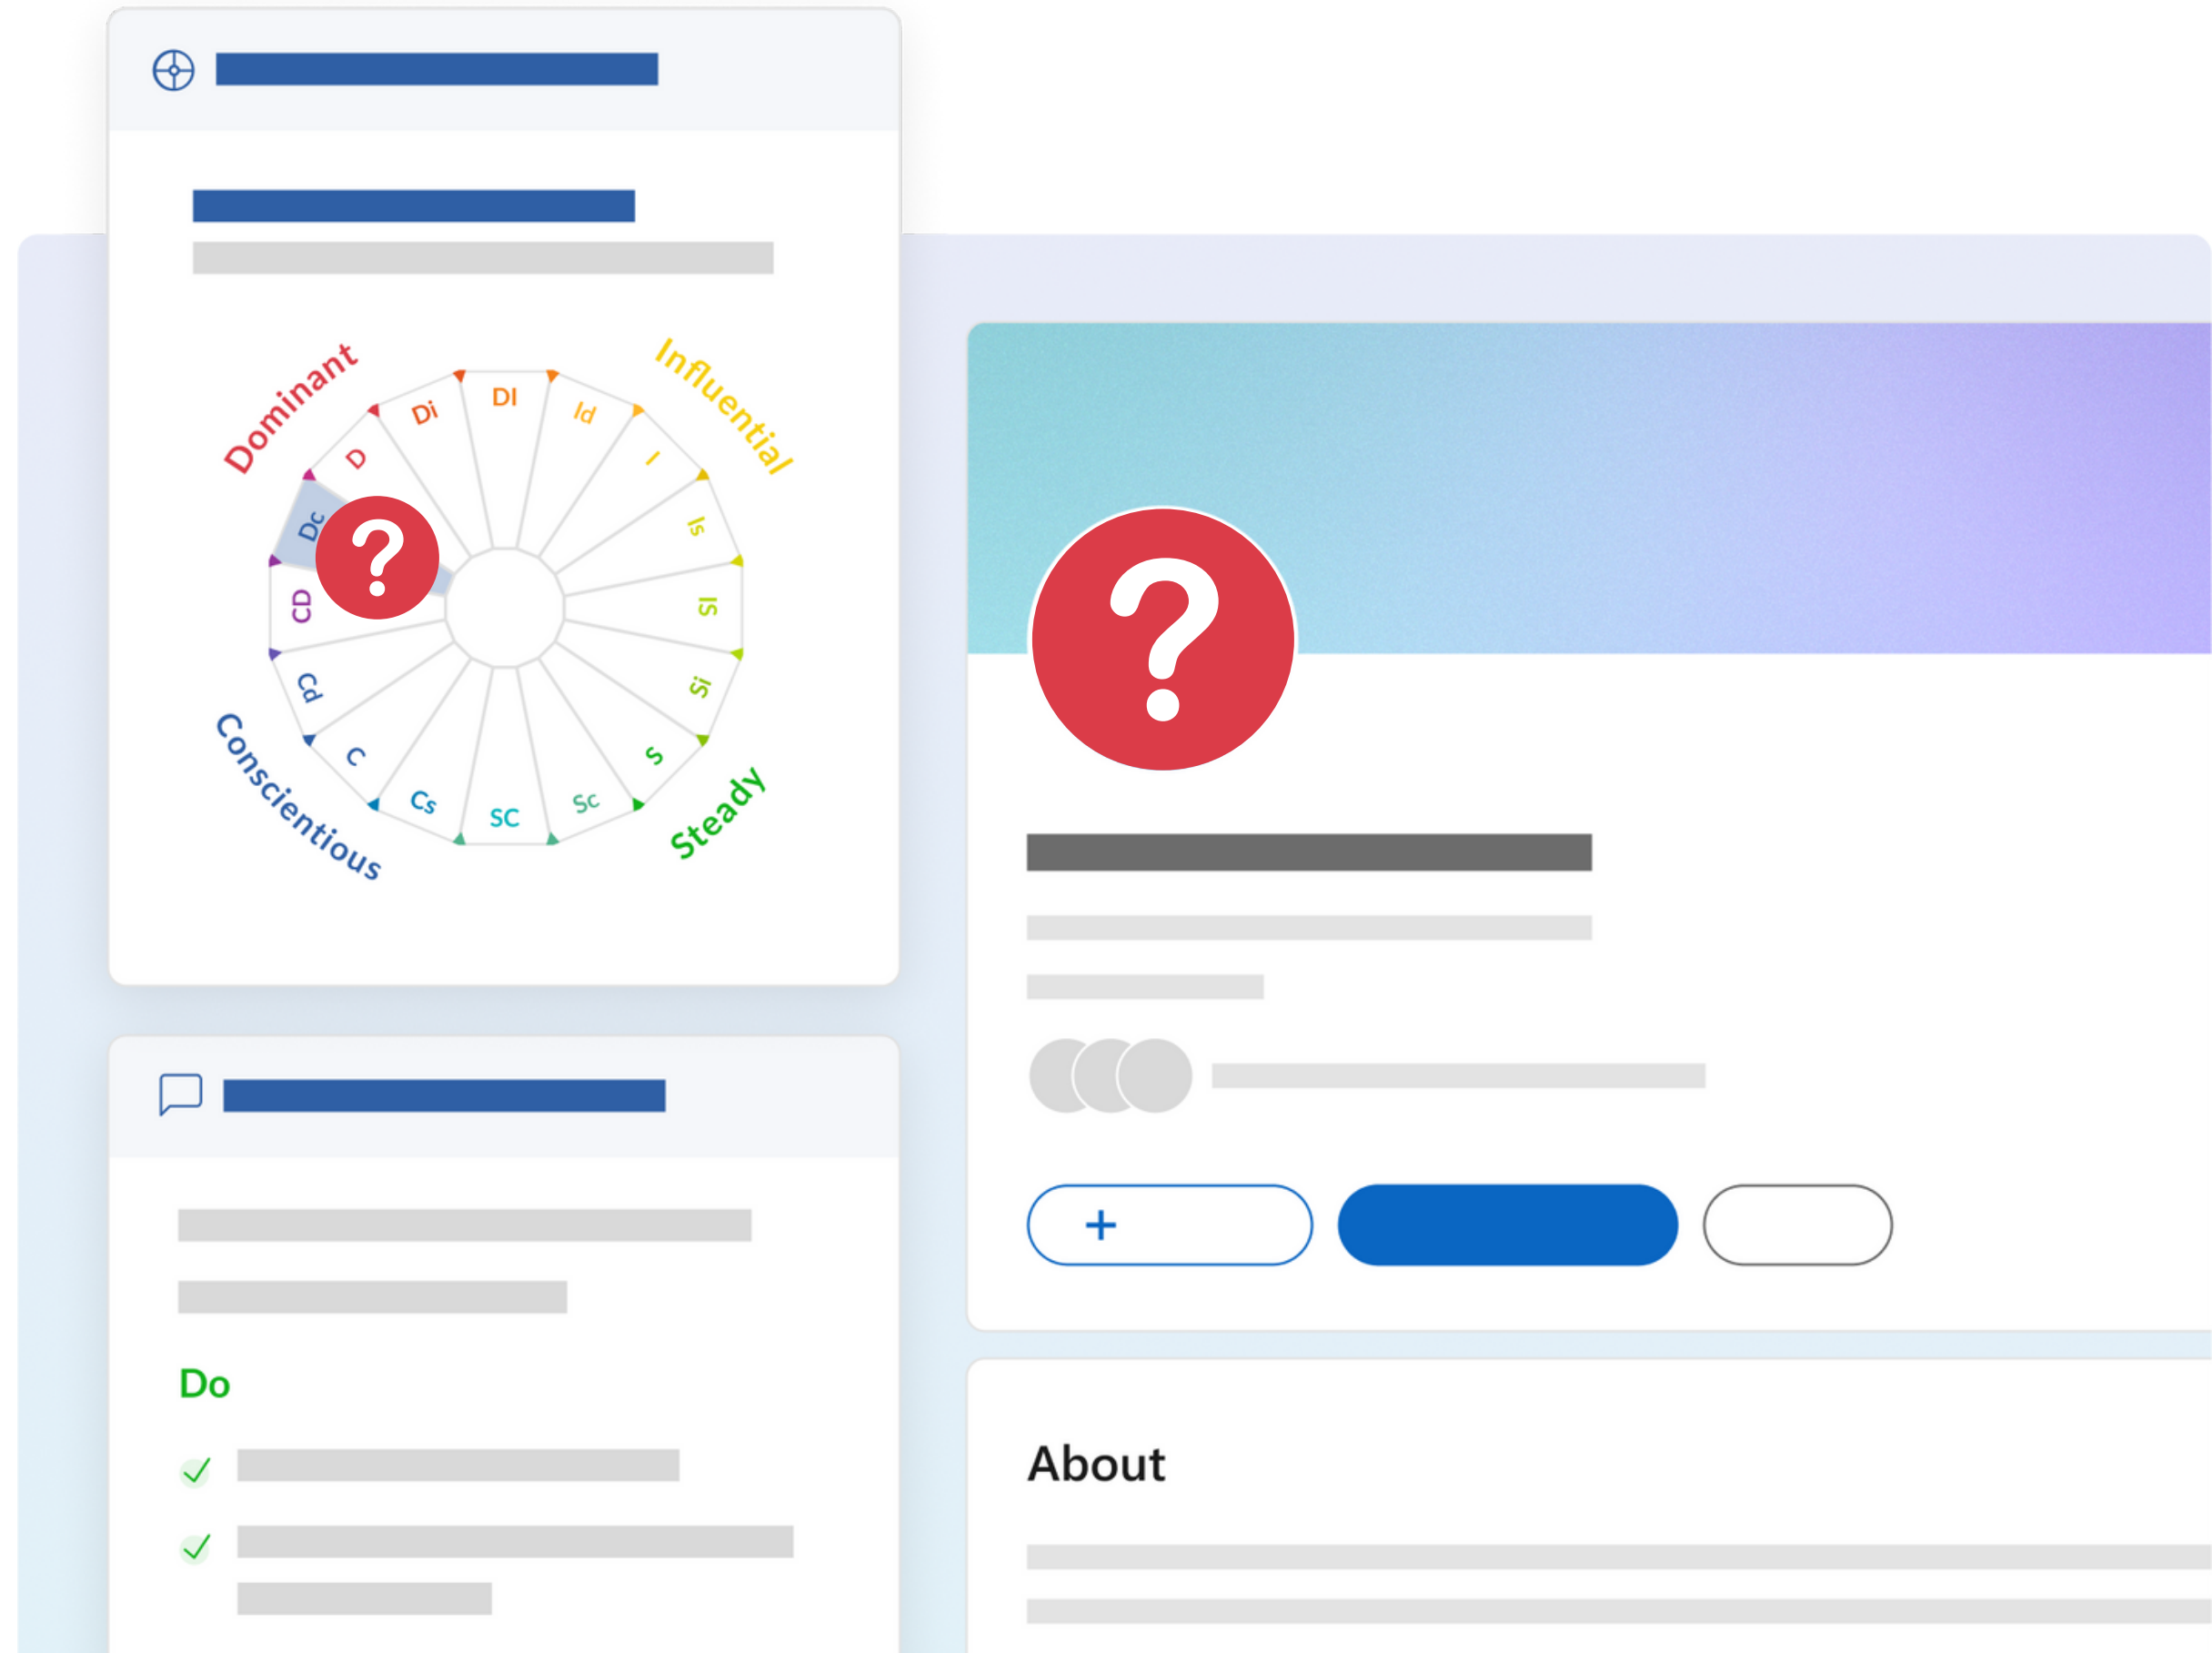 Dominant
Influential
DI
Di
Id
D
I
Dc
Is
?
?
CD
SI
Cd
Si
C
S
Cs
Sc
SC
Conscientious
Steady
+
Do
About